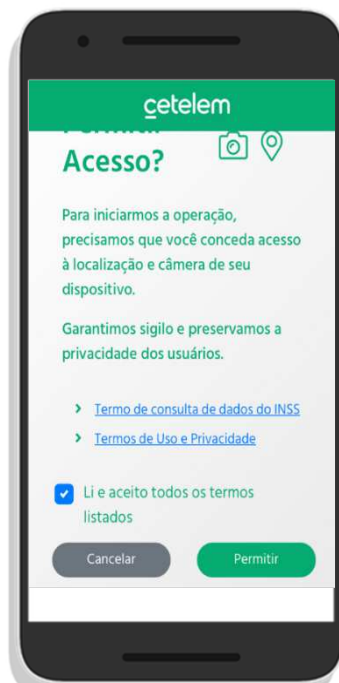 cetelem
Acesso?
Para iniciarmos a operação,
precisamos que você conceda acesso
à localização e câmera de seu
dispositivo.
Garantimos sigilo e preservamos a
privacidade dos usuários.
Termo de consulta de dados do INSS
Termos de Uso e Privacidade
Li e aceito todos os termos
listados
Cancelar
Permitir